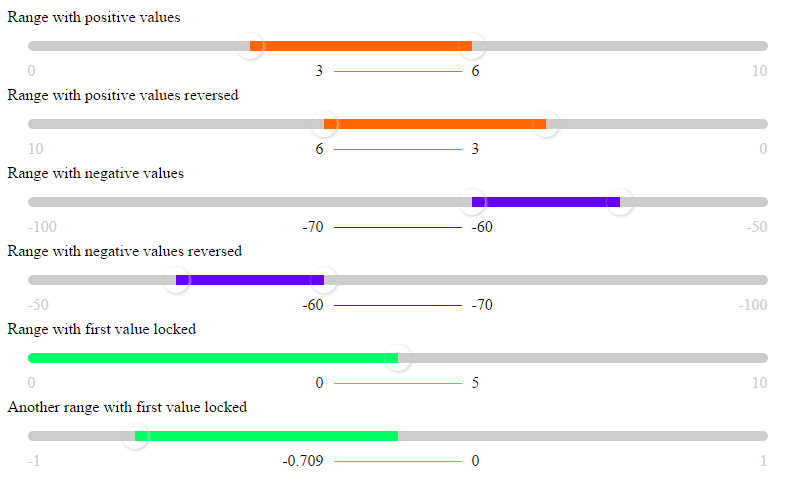 Range with positive values
0 3 6 10
Range with positive values reversed
10 6 3 0
Range with negative values
-100 -70 -60 -50
Range with negative values reversed
-50 -60 -70 -100
Range with first value locked
0 0 5 10
Another range with first value locked
-1 -0.709 0 1